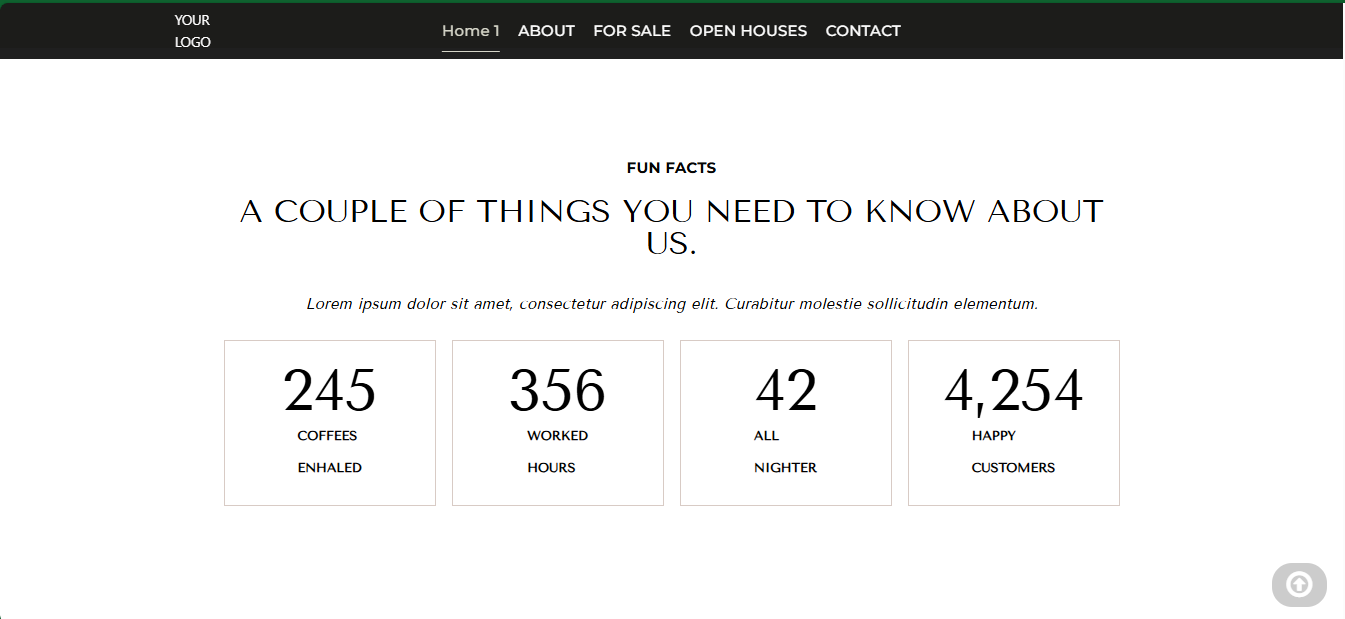 YOUR
LOGO
Home 1 ABOUT FOR SALE OPEN HOUSES CONTACT
FUN FACTS
A COUPLE OF THINGS YOU NEED TO KNOW ABOUT
US.
Lorem ipsum dolor sit amet, consectetur adipiscing elit. Curabitur molestie sollicitudin elementum.
245
COFFEES
ENHALED
356
WORKED
HOURS
42
ALL
NIGHTER
4,254
HAPPY
CUSTOMERS